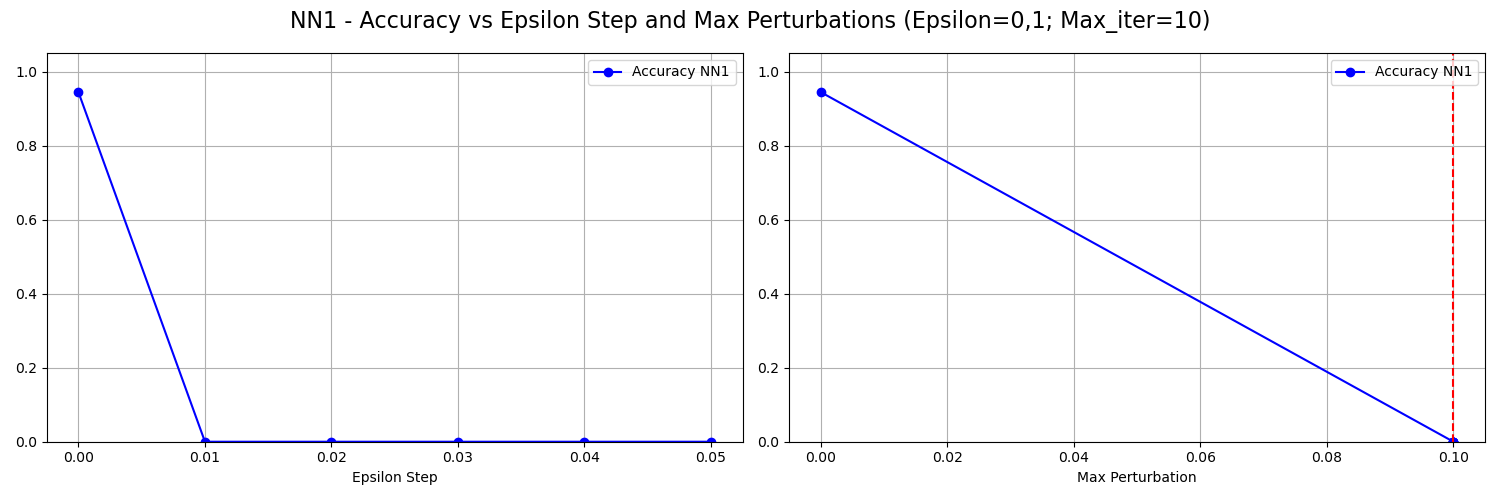 NN1 - Accuracy vs Epsilon Step and Max Perturbations (Epsilon=0,1; Max_iter=10)
Accuracy NN1
1.0
0.8
0.6
0.4
0.2
0.0
0.00 0.01 0.02 0.03 0.04 0.05
Epsilon Step
Accuracy NN1
1.0
0.8
0.6
0.4
0.2
0.0
0.00 0.02 0.04 0.06 0.08 0.10
Max Perturbation